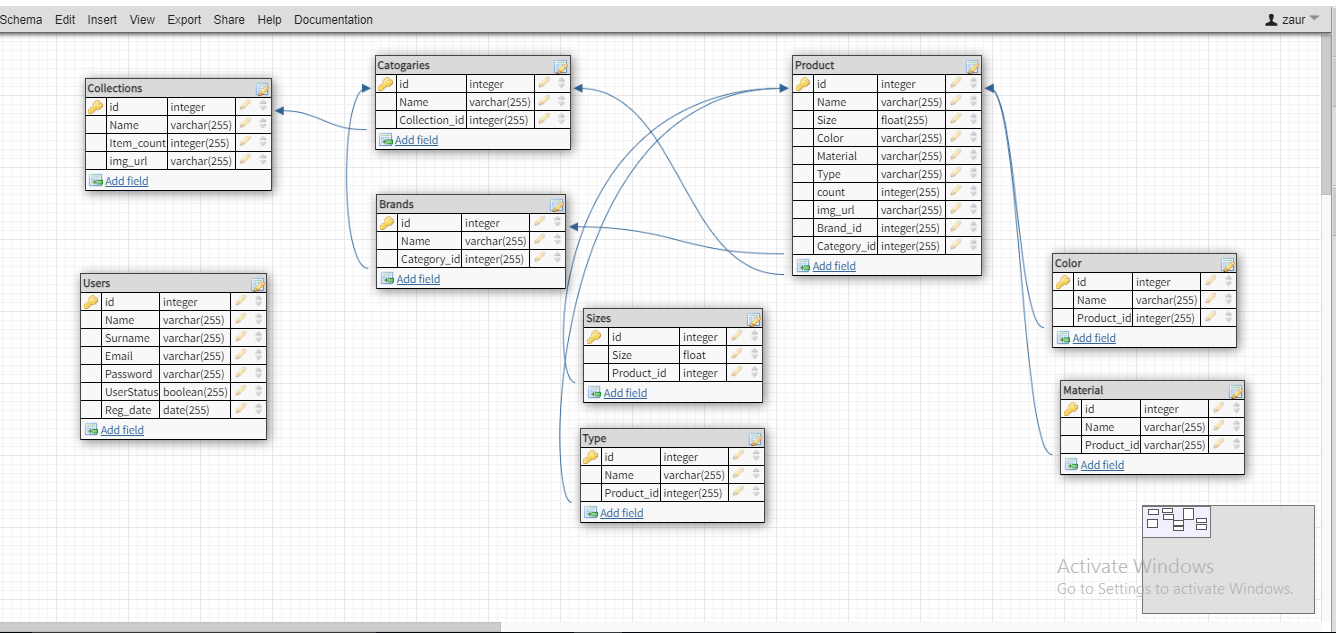 Schema Edit Insert View Export Share Help Documentation zaur
Collections
id integer
Name varchar(255)
Item_count integer(255)
img_url varchar(255)
Add field
Catogaries
id integer
Name varchar(255)
Collection_id integer(255)
Add field
Product
id integer
Name varchar(255)
Size float(255)
Color varchar(255)
Material varchar(255)
Type varchar(255)
count integer(255)
img_url varchar(255)
Brand_id integer(255)
Category_id integer(255)
Add field
Brands
id integer
Name varchar(255)
Category_id integer(255)
Add field
Users
id integer
Name varchar(255)
Surname varchar(255)
Email varchar(255)
Password varchar(255)
UserStatus boolean(255)
Reg_date date(255)
Add field
Sizes
id integer
Size float
Product_id integer
Add field
Type
id integer
Name varchar(255)
Product_id integer(255)
Add field
Color
id integer
Name varchar(255)
Product_id integer(255)
Add field
Material
id integer
Name varchar(255)
Product_id varchar(255)
Add field
Activate Windows
Go to Settings to activate Windows.